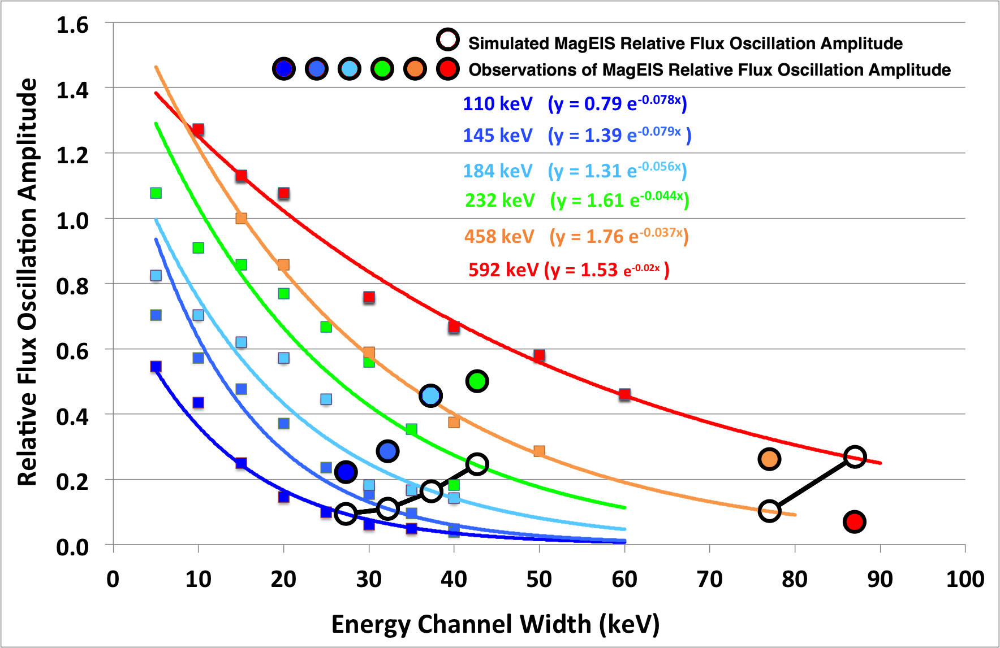 1.6
1.4
1.2
1.0
0.8
0.6
0.4
0.2
0.0
Relative Flux Oscillation Amplitude
Simulated MagEIS Relative Flux Oscillation Amplitude
Observations of MagEIS Relative Flux Oscillation Amplitude
110 keV (y = 0.79 e-0.078x)
145 keV (y = 1.39 e-0.079x )
184 keV (y = 1.31 e-0.056x)
232 keV (y = 1.61 e-0.044x)
458 keV (y = 1.76 e-0.037x)
592 keV (y = 1.53 e-0.02x )
0 10 20 30 40 50 60 70 80 90 100
Energy Channel Width (keV)